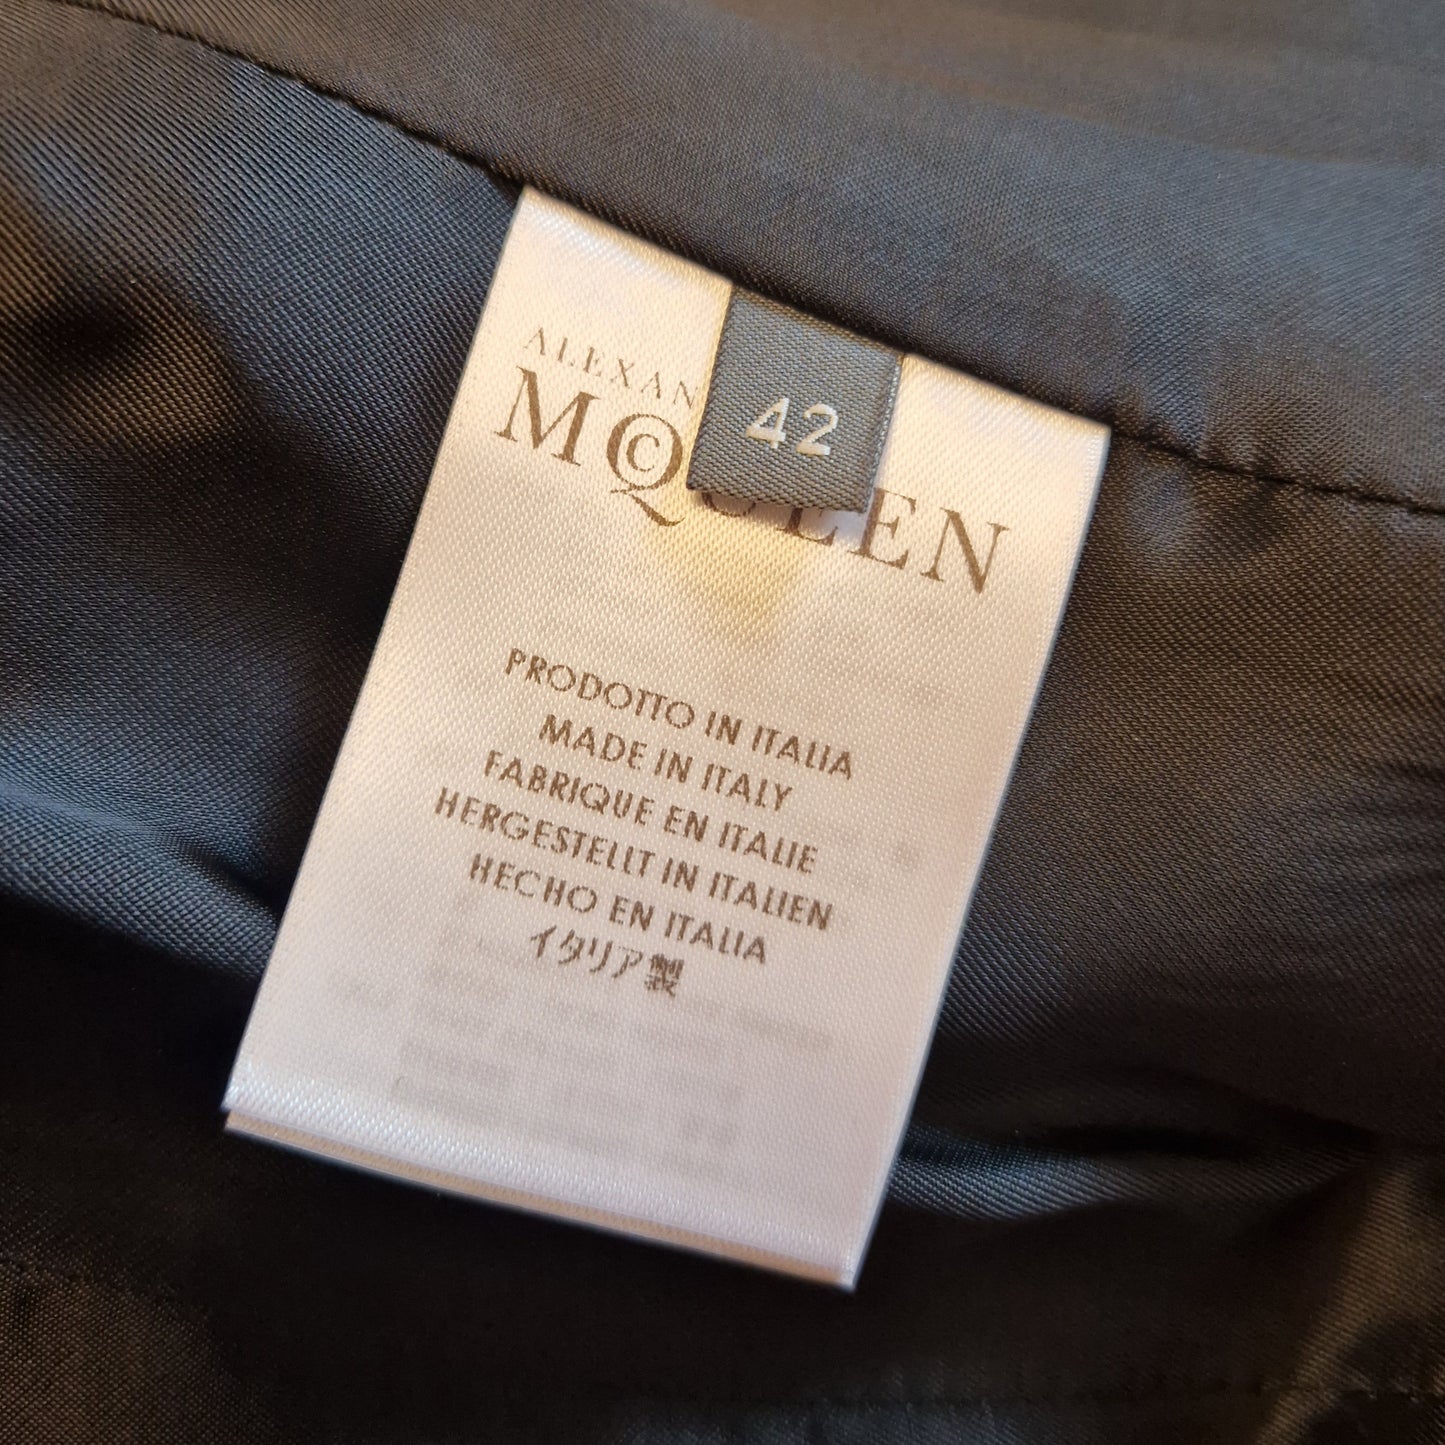 ALEXAN
42
McQUEEN
PRODOTTO IN ITALIA
MADE IN ITALY
FABRIQUE EN ITALIE
HERGESTELLT IN ITALIEN
HECHO EN ITALIA
イタリア製